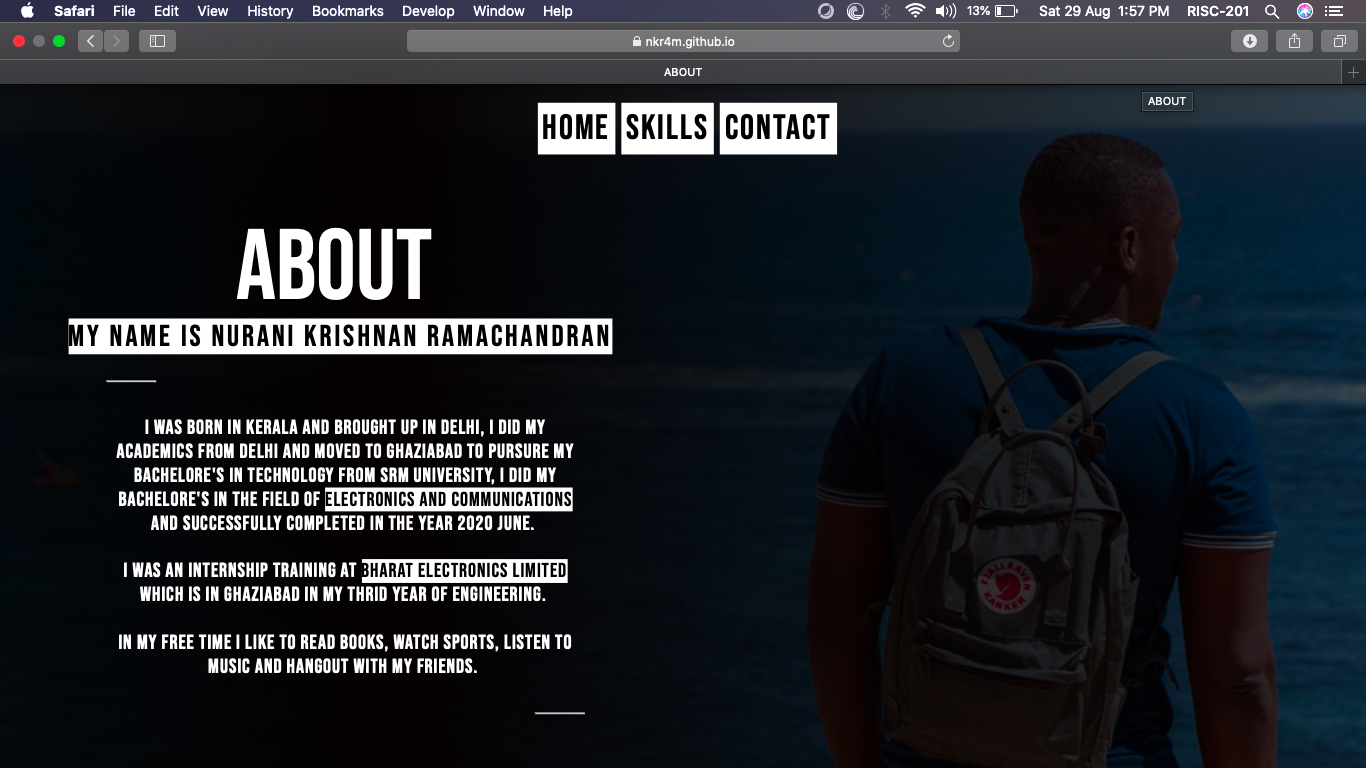 Safari File Edit View History Bookmarks Develop Window Help 13% Sat 29 Aug 1:57 PM RISC-201
nkr4m.github.io
ABOUT
ABOUT
HOME SKILLS CONTACT
ABOUT
MY NAME IS NURANI KRISHNAN RAMACHANDRAN
I WAS BORN IN KERALA AND BROUGHT UP IN DELHI, I DID MY
ACADEMICS FROM DELHI AND MOVED TO GHAZIABAD TO PURSURE MY
BACHELORE'S IN TECHNOLOGY FROM SRM UNIVERSITY, I DID MY
BACHELORE'S IN THE FIELD OF ELECTRONICS AND COMMUNICATIONS
AND SUCCESSFULLY COMPLETED IN THE YEAR 2020 JUNE.
I WAS AN INTERNSHIP TRAINING AT BHARAT ELECTRONICS LIMITED
WHICH IS IN GHAZIABAD IN MY THRID YEAR OF ENGINEERING.
IN MY FREE TIME I LIKE TO READ BOOKS, WATCH SPORTS, LISTEN TO
MUSIC AND HANGOUT WITH MY FRIENDS.
FJÄLLRÄVEN
KÅNKEN